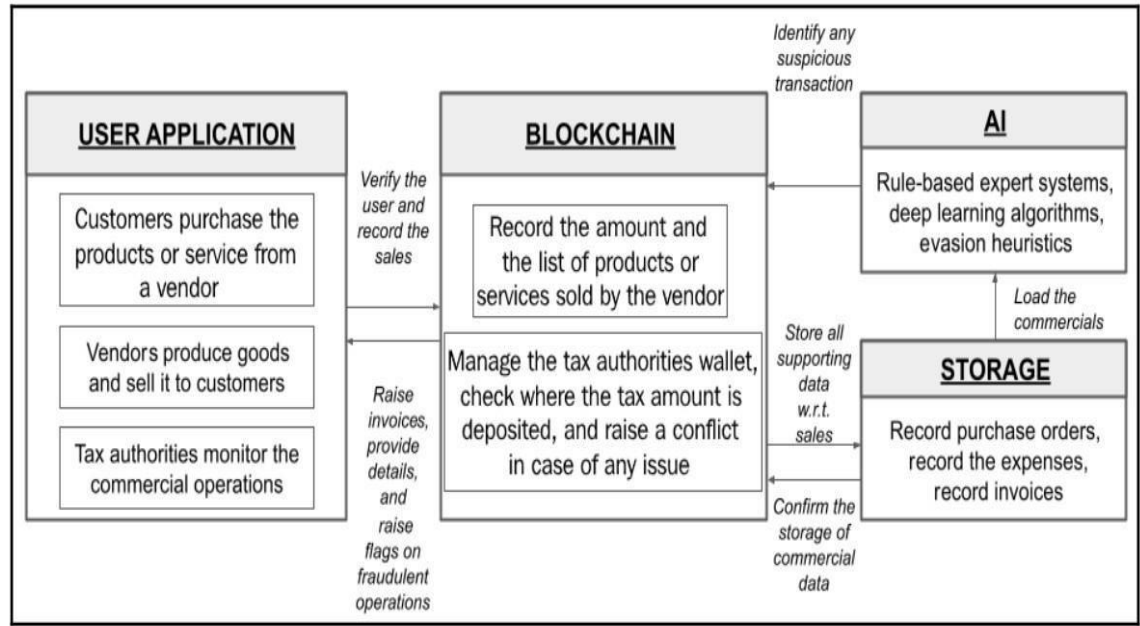 USER APPLICATION
Customers purchase the
products or service from
a vendor
Vendors produce goods
and sell it to customers
Tax authorities monitor the
commercial operations
Verify the
user and
record the
sales
Raise
invoices,
provide
details,
and
raise
flags on
fraudulent
operations
BLOCKCHAIN
Record the amount and
the list of products or
services sold by the vendor
Manage the tax authorities wallet,
check where the tax amount is
deposited, and raise a conflict
in case of any issue
Identify any
suspicious
transaction
Store all
supporting
data
w.r.t.
sales
Confirm the
storage of
commercial
data
AI
Rule-based expert systems,
deep learning algorithms,
evasion heuristics
Load the
commercials
STORAGE
Record purchase orders,
record the expenses,
record invoices